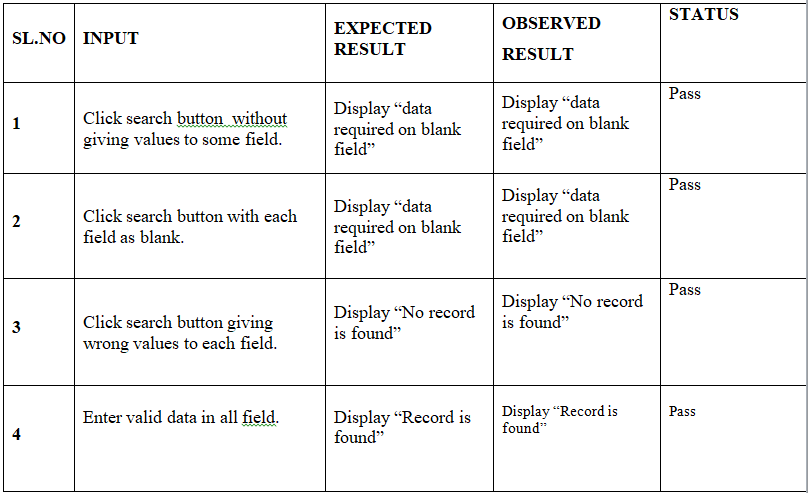 SL.NO INPUT EXPECTED RESULT OBSERVED RESULT STATUS
1 Click search button without giving values to some field. Display “data required on blank field” Display “data required on blank field” Pass
2 Click search button with each field as blank. Display “data required on blank field” Display “data required on blank field” Pass
3 Click search button giving wrong values to each field. Display “No record is found” Display “No record is found” Pass
4 Enter valid data in all field. Display “Record is found” Display “Record is found” Pass